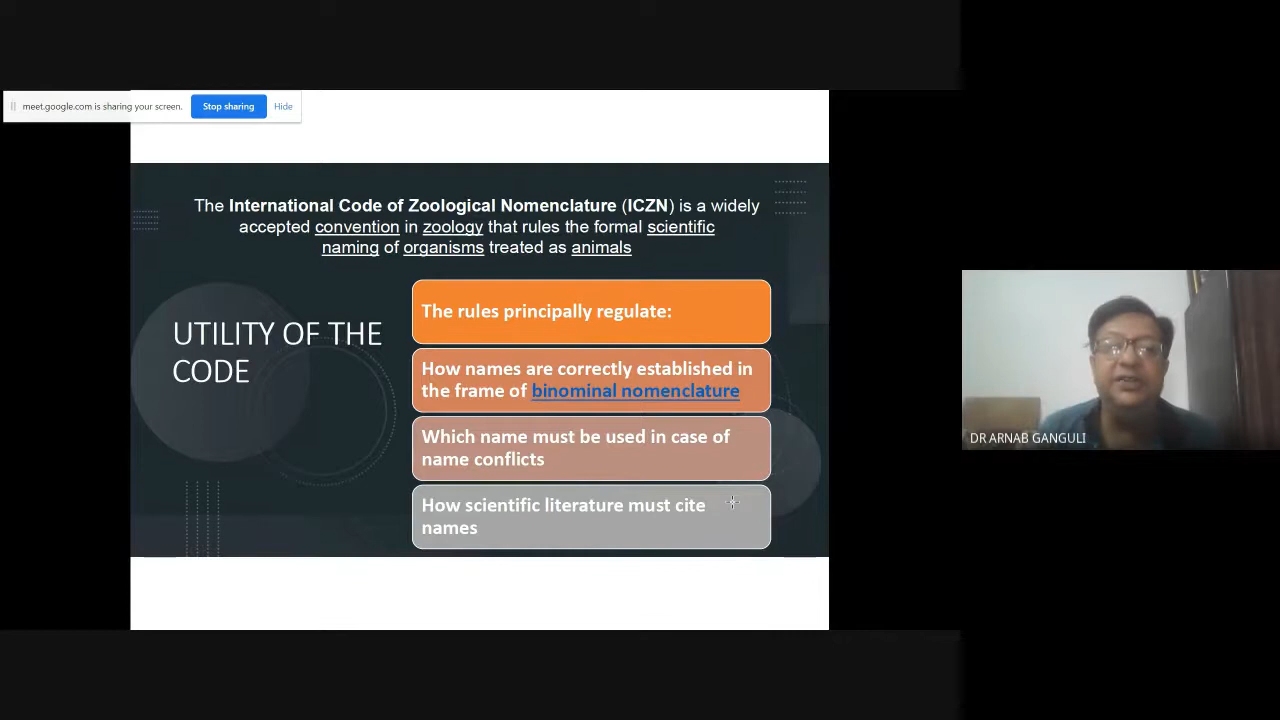 meet.google.com is sharing your screen.
Stop sharing
Hide
The International Code of Zoological Nomenclature (ICZN) is a widely
accepted convention in zoology that rules the formal scientific
naming of organisms treated as animals
UTILITY OF THE
CODE
The rules principally regulate:
How names are correctly established in
the frame of binominal nomenclature
Which name must be used in case of
name conflicts
How scientific literature must cite
names
DR ARNAB GANGULI